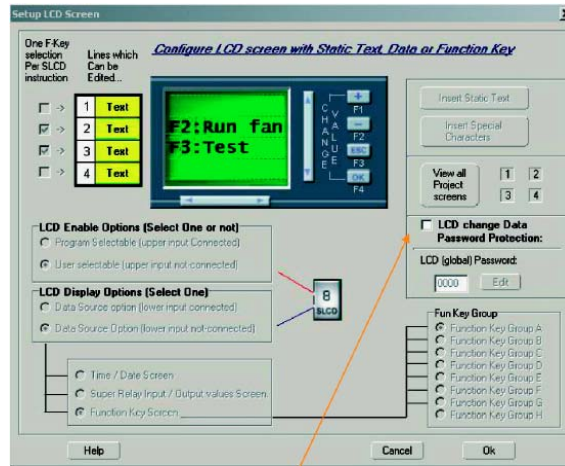 Setup LCD Screen
One F-Key
selection
Per SLCD
instruction
Lines which
Can be
Edited...
Configure LCD screen with Static Text, Data or Function Key
-> 1 Text
-> 2 Text
-> 3 Text
-> 4 Text
F2:Run fan
F3:Test
CHANGE
VALUE
+
F1
-
F2
ESC
F3
OK
F4
Insert Static Text
Insert Special
Characters
View all
Project
screens
1 2
3 4
LCD change Data
Password Protection:
LCD (global) Password:
0000 Edit
LCD Enable Options (Select One or not)
Program Selectable (upper input Connected)
User selectable (upper input not-connected)
LCD Display Options (Select One)
Data Source option (lower input connected)
Data Source Option (lower input not-connected)
8
SLCD
Time / Date Screen
Super Relay Input / Output values Screen
Function Key Screen
Fun Key Group
Function Key Group A
Function Key Group B
Function Key Group C
Function Key Group D
Function Key Group E
Function Key Group F
Function Key Group G
Function Key Group H
Help
Cancel
Ok